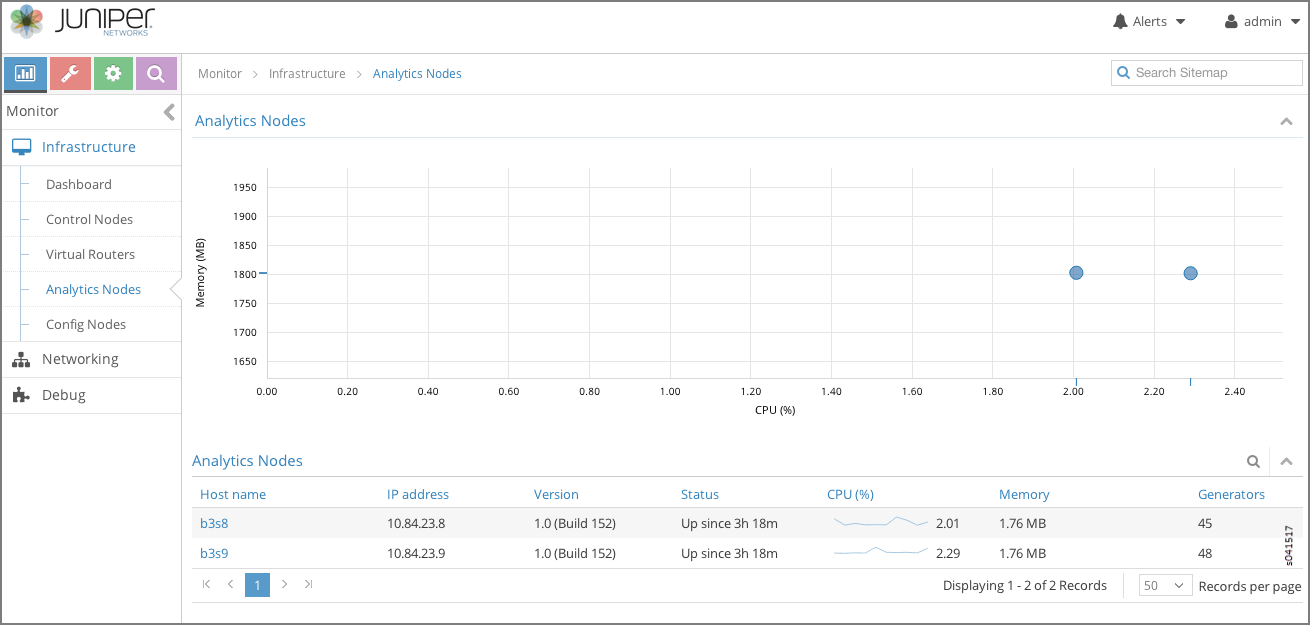 JUNIPER
NETWORKS
Alerts
admin
Monitor
Infrastructure
Analytics Nodes
Search Sitemap
Monitor
Infrastructure
Dashboard
Control Nodes
Virtual Routers
Analytics Nodes
Config Nodes
Networking
Debug
Analytics Nodes
Memory (MB)
1950
1900
1850
1800
1750
1700
1650
0.00 0.20 0.40 0.60 0.80 1.00 1.20 1.40 1.60 1.80 2.00 2.20 2.40
CPU (%)
Analytics Nodes
Host name IP address Version Status CPU (%) Memory Generators
b3s8 10.84.23.8 1.0 (Build 152) Up since 3h 18m 2.01 1.76 MB 45
b3s9 10.84.23.9 1.0 (Build 152) Up since 3h 18m 2.29 1.76 MB 48
1 Displaying 1 - 2 of 2 Records 50 Records per page
s041517